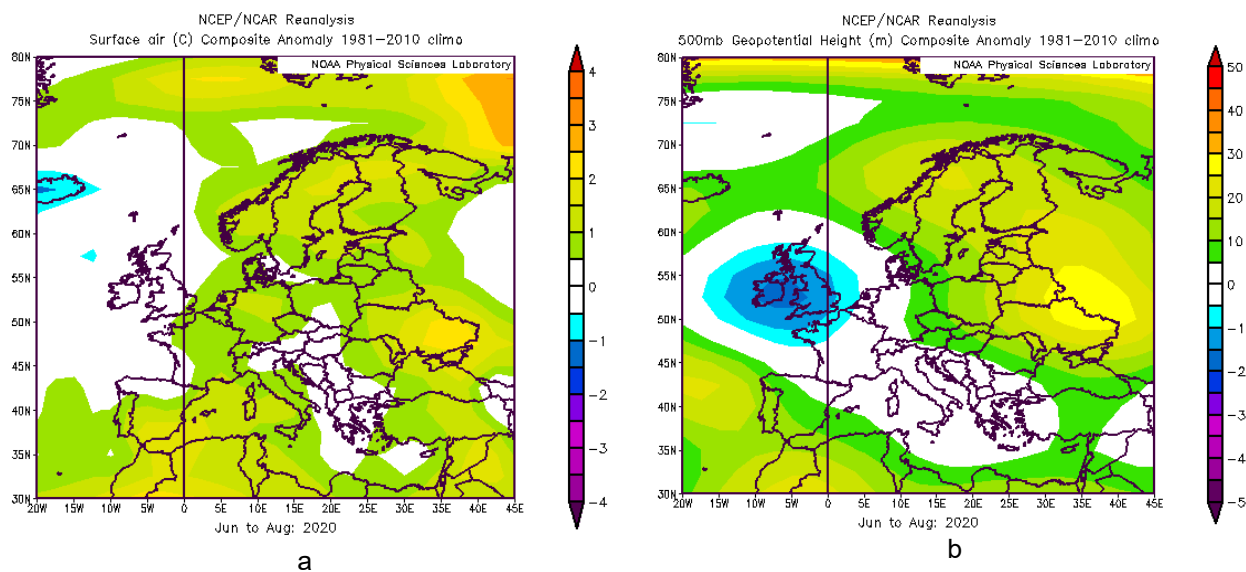 NCEP/NCAR Reanalysis
Surface air (C) Composite Anomaly 1981-2010 climo
NOAA Physical Sciences Laboratory
80N
75N
70N
65N
60N
55N
50N
45N
40N
35N
30N
20W 15W 10W 5W 0 5E 10E 15E 20E 25E 30E 35E 40E 45E
Jun to Aug: 2020
4
3
2
1
0
-1
-2
-3
-4
a
NCEP/NCAR Reanalysis
500mb Geopotential Height (m) Composite Anomaly 1981-2010 climo
NOAA Physical Sciences Laboratory
80N
75N
70N
65N
60N
55N
50N
45N
40N
35N
30N
20W 15W 10W 5W 0 5E 10E 15E 20E 25E 30E 35E 40E 45E
Jun to Aug: 2020
50
40
30
20
10
0
-1
-2
-3
-4
-5
b